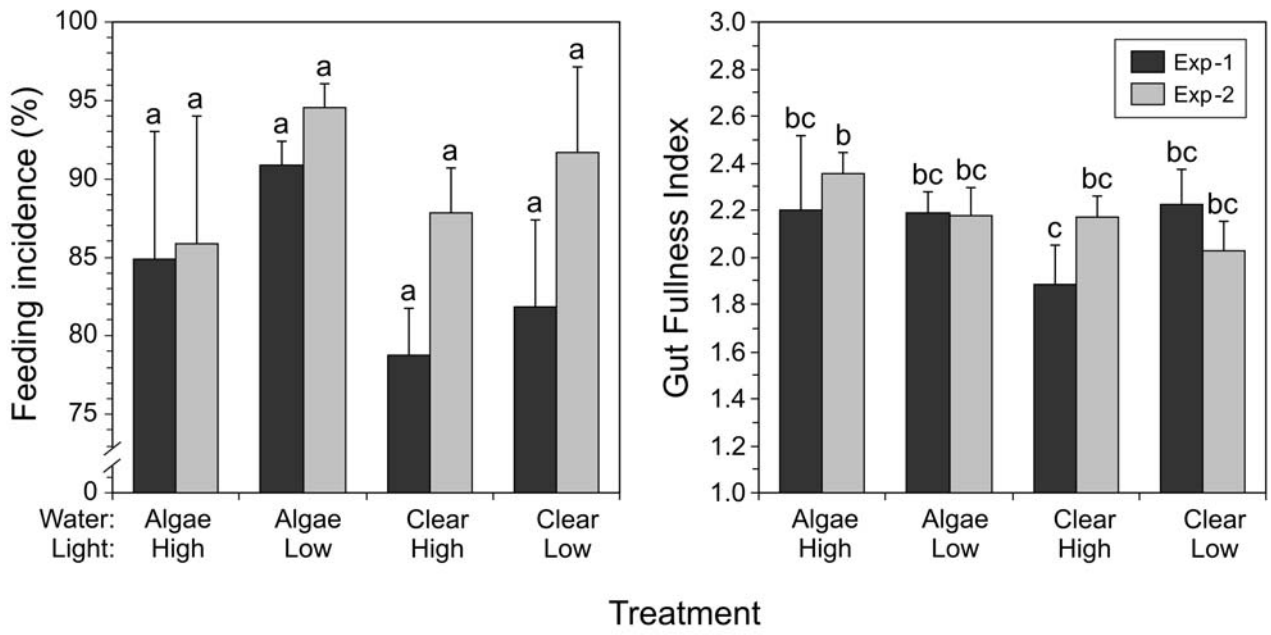 Feeding incidence (%)
100
95
90
85
80
75
0
a a a a a a a a
Water: Algae Algae Clear Clear
Light: High Low High Low
Gut Fullness Index
3.0
2.8
2.6
2.4
2.2
2.0
1.8
1.6
1.4
1.2
1.0
Exp-1
Exp-2
bc b bc bc c bc bc bc
Algae Algae Clear Clear
High Low High Low
Treatment